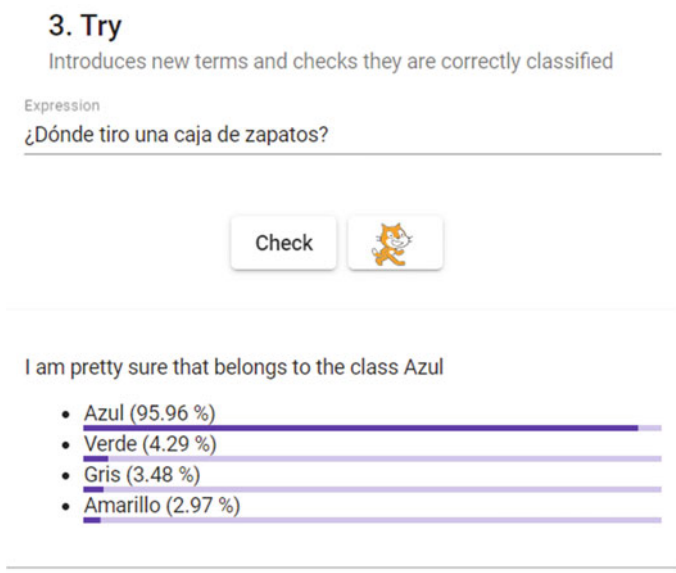 3. Try
Introduces new terms and checks they are correctly classified
Expression
¿Dónde tiro una caja de zapatos?
Check
I am pretty sure that belongs to the class Azul
• Azul (95.96 %)
• Verde (4.29 %)
• Gris (3.48 %)
• Amarillo (2.97 %)